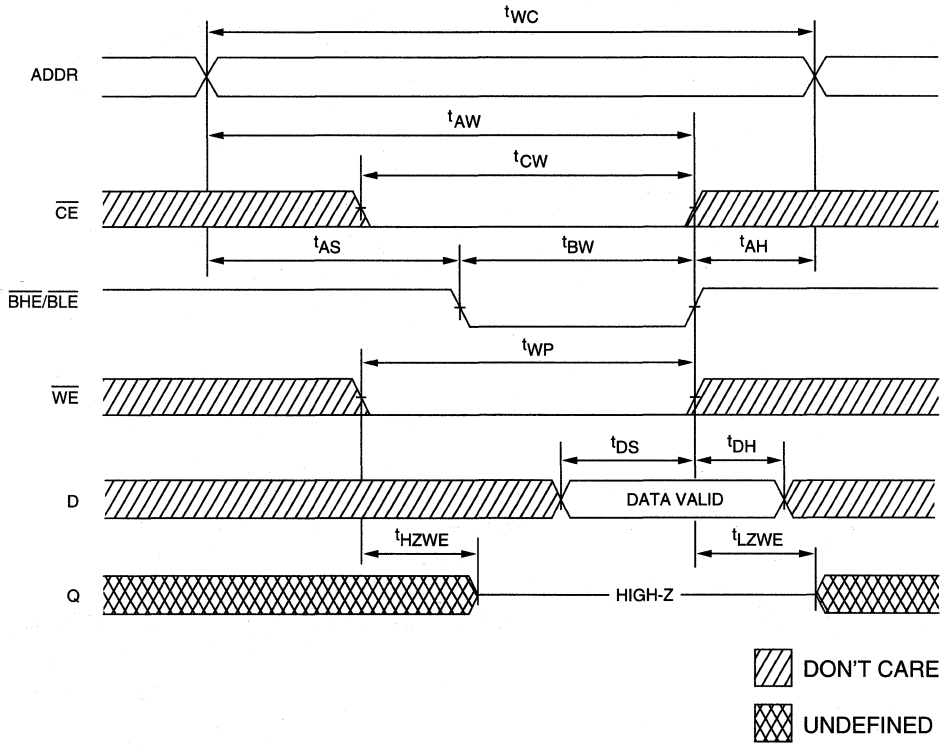 tWC
ADDR
tAW
tCW
CE
tAS tBW tAH
BHE/BLE
tWP
WE
tDS tDH
D DATA VALID
tHZWE tLZWE
Q HIGH-Z
DON'T CARE
UNDEFINED